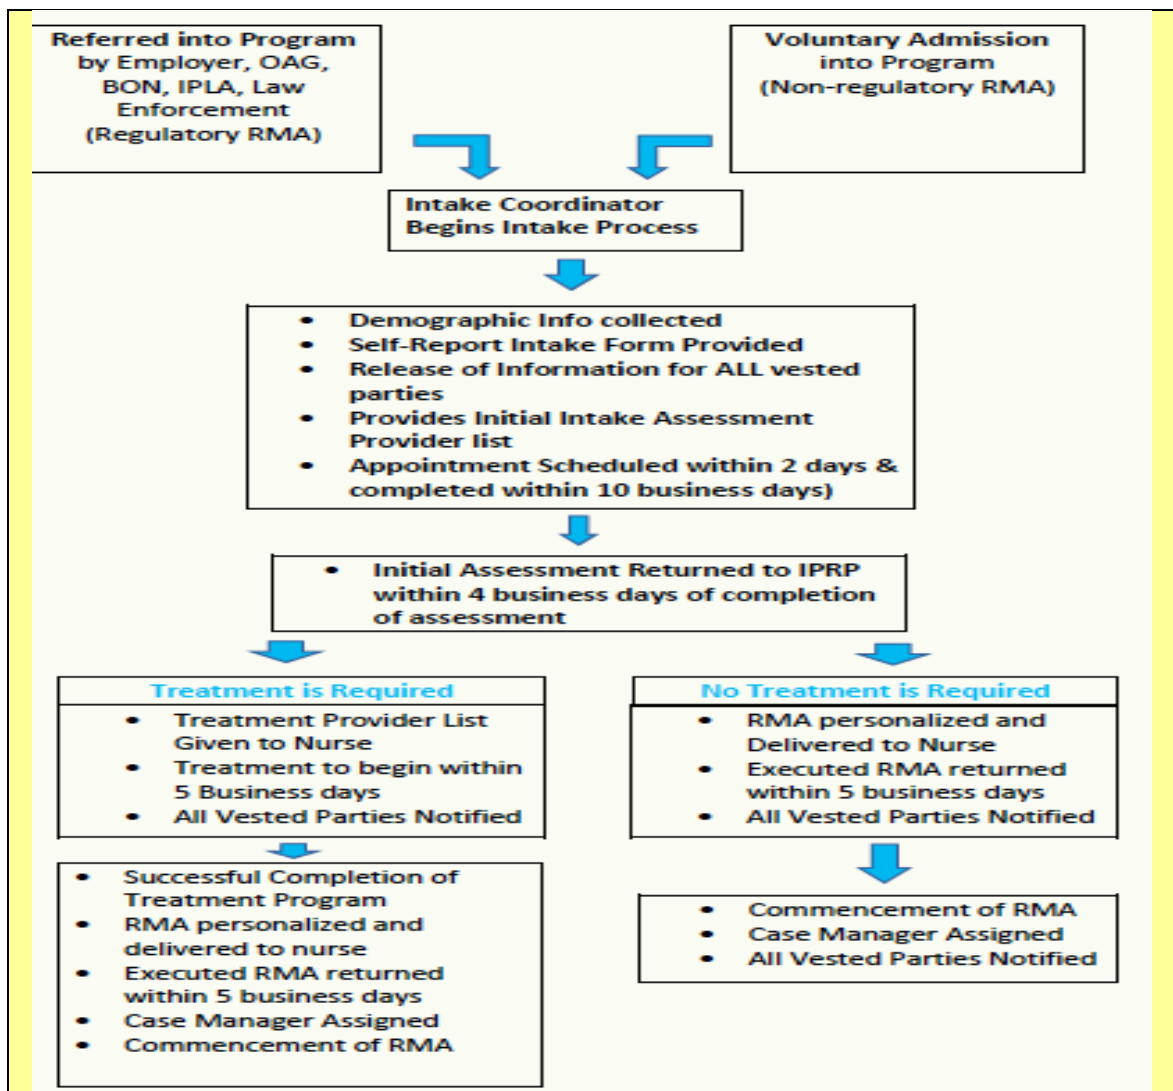 Referred into Program
by Employer, OAG,
BON, IPLA, Law
Enforcement
(Regulatory RMA)
Voluntary Admission
into Program
(Non-regulatory RMA)
Intake Coordinator
Begins Intake Process
• Demographic Info collected
• Self-Report Intake Form Provided
• Release of Information for ALL vested
parties
• Provides Initial Intake Assessment
Provider list
• Appointment Scheduled within 2 days &
completed within 10 business days)
• Initial Assessment Returned to IPRP
within 4 business days of completion
of assessment
Treatment is Required
• Treatment Provider List
Given to Nurse
• Treatment to begin within
5 Business days
• All Vested Parties Notified
• Successful Completion of
Treatment Program
• RMA personalized and
delivered to nurse
• Executed RMA returned
within 5 business days
• Case Manager Assigned
• Commencement of RMA
No Treatment is Required
• RMA personalized and
Delivered to Nurse
• Executed RMA returned
within 5 business days
• All Vested Parties Notified
• Commencement of RMA
• Case Manager Assigned
• All Vested Parties Notified